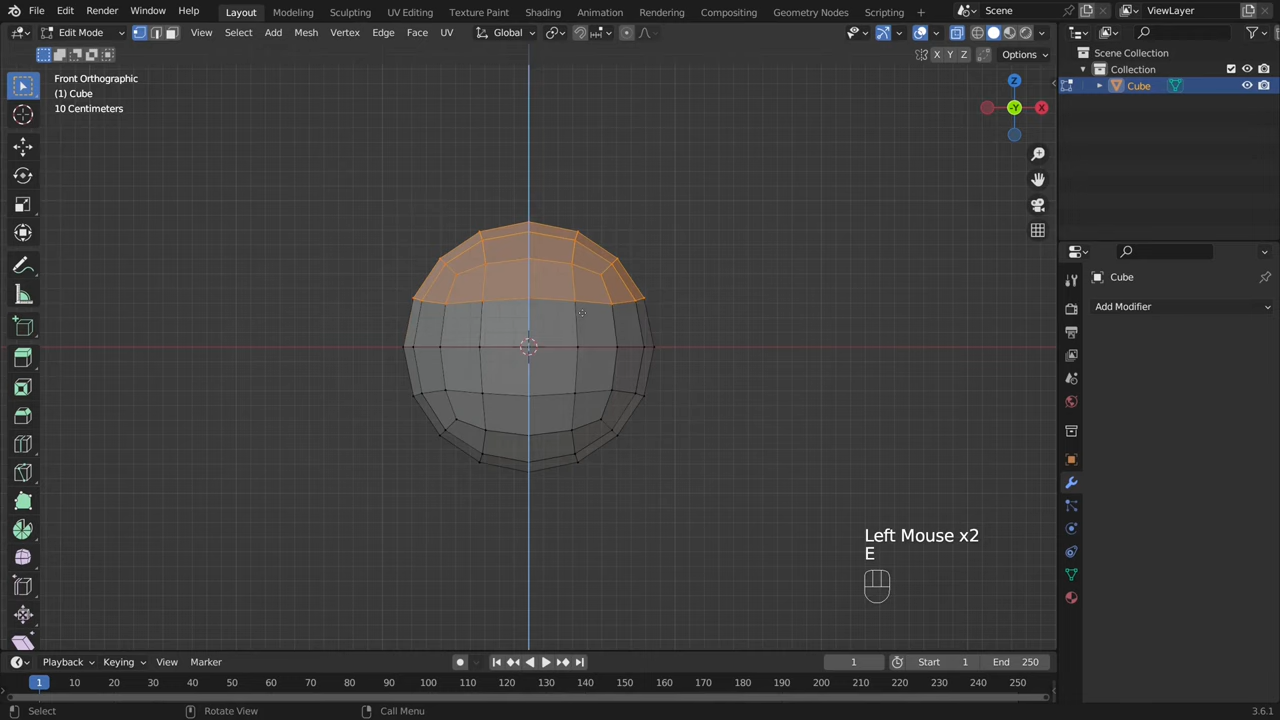 File Edit Render Window Help Layout Modeling Sculpting UV Editing Texture Paint Shading Animation Rendering Compositing Geometry Nodes Scripting Scene ViewLayer
Edit Mode View Select Add Mesh Vertex Edge Face UV Global
X Y Z Options
Scene Collection
Collection
Cube
Front Orthographic
(1) Cube
10 Centimeters
Z
-Y X
Cube
Add Modifier
Left Mouse x2
E
Playback Keying View Marker 1 Start 1 End 250
1 10 20 30 40 50 60 70 80 90 100 110 120 130 140 150 160 170 180 190 200 210 220 230 240 250
Select Rotate View Call Menu 3.6.1